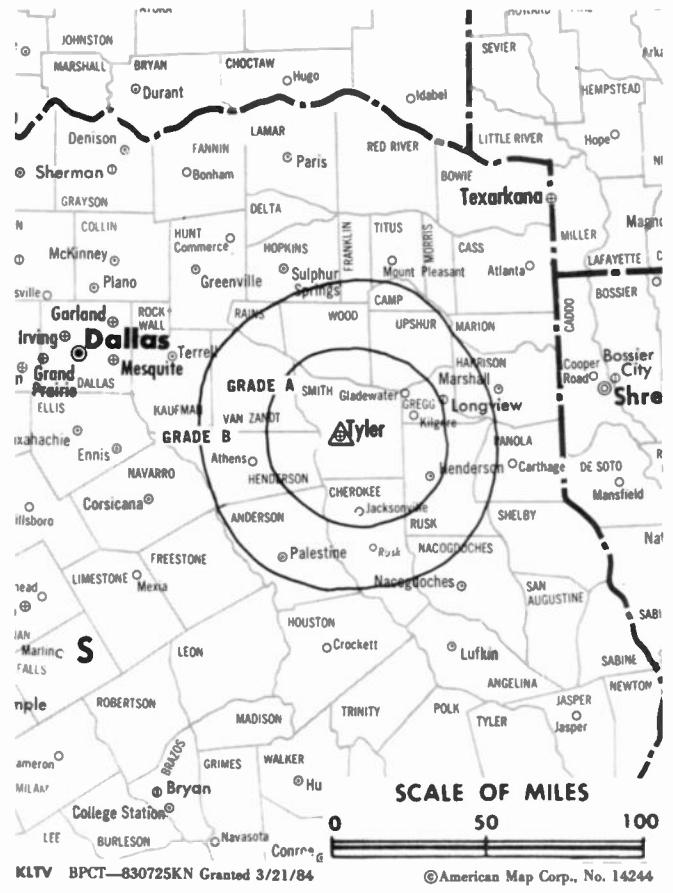 JOHNSTON
MARSHALL BRYAN CHOCTAW SEVIER
Hugo
Durant Idabel HEMPSTEAD
LAMAR
Denison LITTLE RIVER Hope
FANNIN RED RIVER
Paris
Sherman Bonham BOWIE
GRAYSON Texarkana
DELTA
COLLIN HUNT TITUS MILLER
Commerce FRANKLIN MORRIS
McKinney HOPKINS CASS LAFAYETTE
Mount Pleasant Atlanta
Plano Greenville Sulphur Springs BOSSIER
CAMP
Garland ROCK WALL RAINS WOOD UPSHUR MARION CADDO
Irving Dallas
Terrell
Grand Prairie DALLAS Mesquite HARRISON Cooper Road Bossier City
Marshall
GRADE A SMITH Gladewater
ELLIS GREGG Longview Shre
KAUFMAN VAN ZANDT Kilgore
GRADE B Tyler
Ennis Athens PANOLA
Henderson Carthage DE SOTO
NAVARRO HENDERSON Mansfield
CHEROKEE
Corsicana Jacksonville
ANDERSON RUSK SHELBY
Palestine Rusk NACOGDOCHES
FREESTONE
LIMESTONE Mexia Nacogdoches SAN AUGUSTINE
HOUSTON
Marlin S LEON Crockett Lufkin
FALLS SABINE
ANGELINA NEWTON
ROBERTSON
MADISON TRINITY POLK TYLER JASPER
Jasper
BRAZOS GRIMES WALKER
Bryan
College Station
SCALE OF MILES
0 50 100
LEE BURLESON Navasota
KLTV BPCT—830725KN Granted 3/21/84 ©American Map Corp., No. 14244